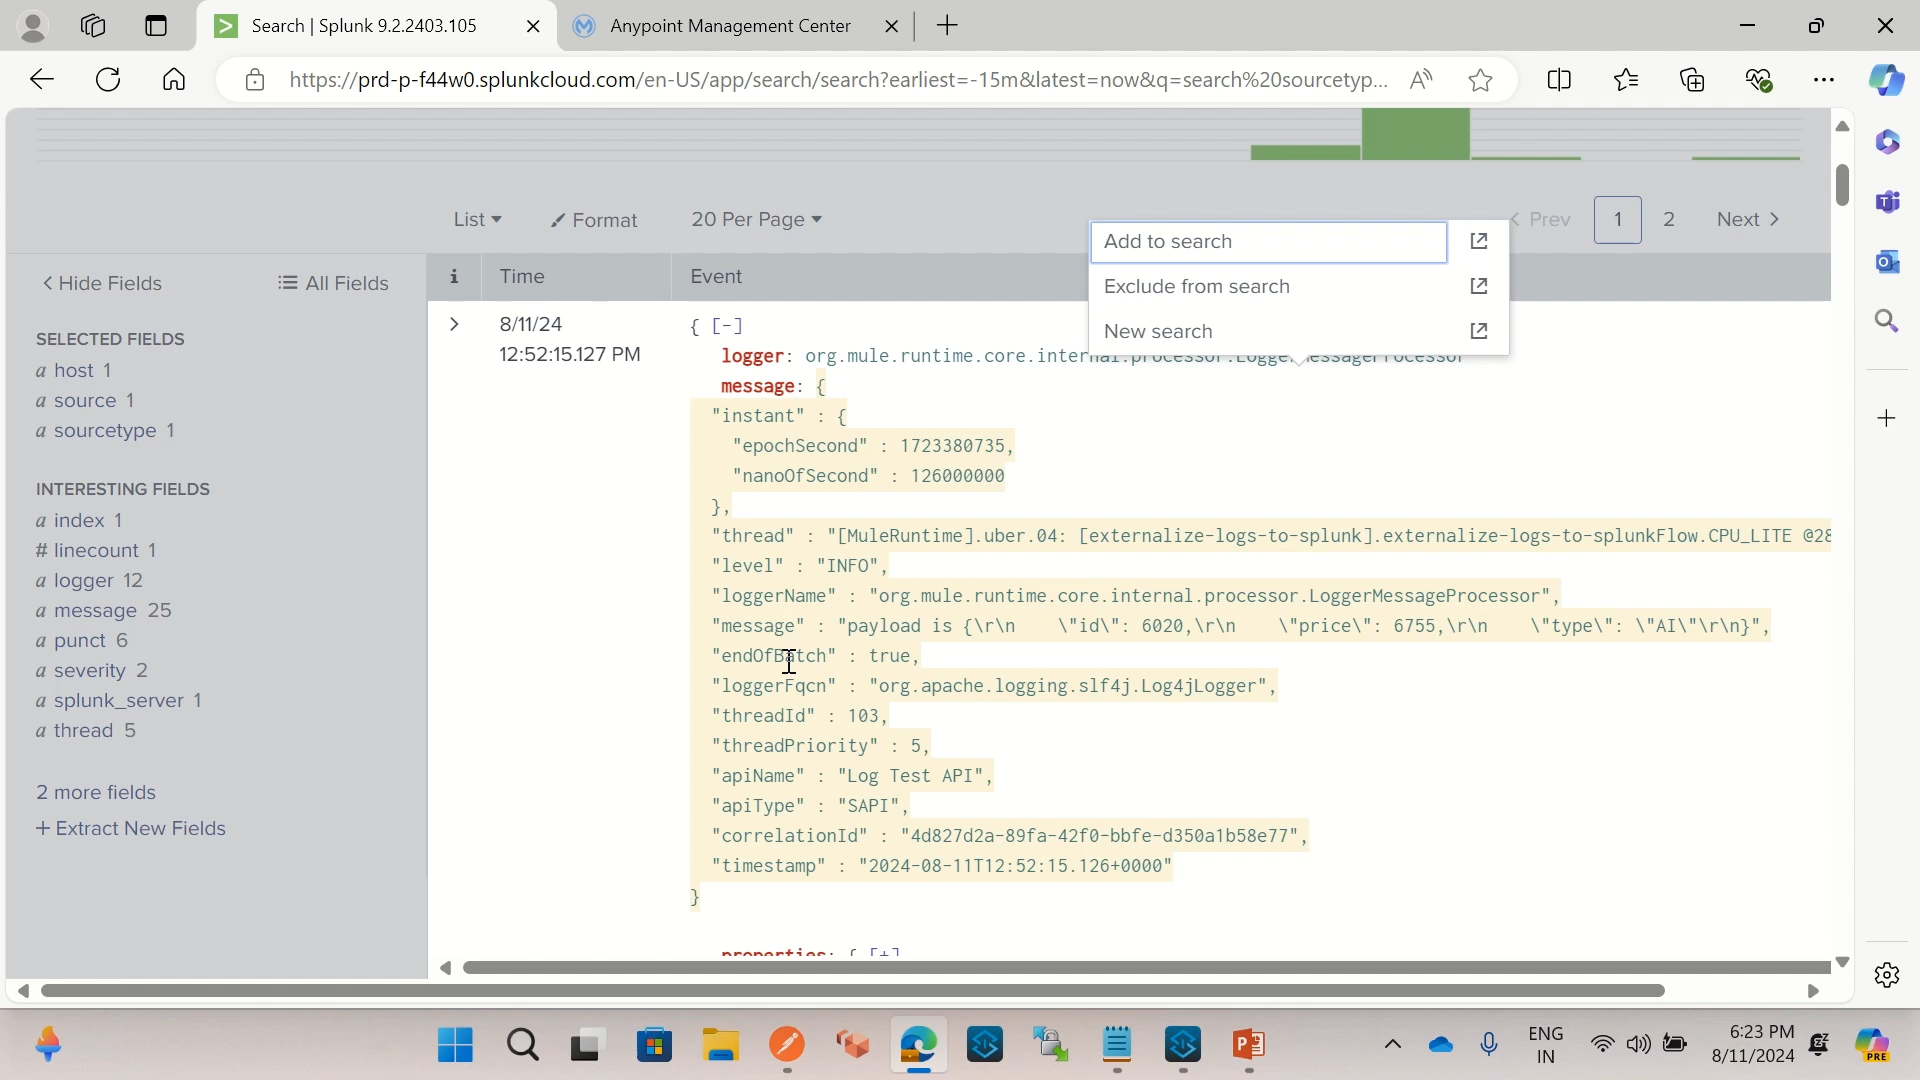 Search | Splunk 9.2.2403.105
Anypoint Management Center
https://prd-p-f44w0.splunkcloud.com/en-US/app/search/search?earliest=-15m&latest=now&q=search%20sourcetyp...
List
Format
20 Per Page
Prev
1
2
Next
Add to search
Exclude from search
New search
Hide Fields
All Fields
i
Time
Event
SELECTED FIELDS
a host 1
a source 1
a sourcetype 1
INTERESTING FIELDS
a index 1
# linecount 1
a logger 12
a message 25
a punct 6
a severity 2
a splunk_server 1
a thread 5
2 more fields
+ Extract New Fields
8/11/24
12:52:15.127 PM
{ [-]
logger: org.mule.runtime.core.internal.processor.LoggerMessageProcessor
message: {
"instant" : {
"epochSecond" : 1723380735,
"nanoOfSecond" : 126000000
},
"thread" : "[MuleRuntime].uber.04: [externalize-logs-to-splunk].externalize-logs-to-splunkFlow.CPU_LITE @28
"level" : "INFO",
"loggerName" : "org.mule.runtime.core.internal.processor.LoggerMessageProcessor",
"message" : "payload is {\r\n    \"id\": 6020,\r\n    \"price\": 6755,\r\n    \"type\": \"AI\"\r\n}",
"endOfBatch" : true,
"loggerFqcn" : "org.apache.logging.slf4j.Log4jLogger",
"threadId" : 103,
"threadPriority" : 5,
"apiName" : "Log Test API",
"apiType" : "SAPI",
"correlationId" : "4d827d2a-89fa-42f0-bbfe-d350a1b58e77",
"timestamp" : "2024-08-11T12:52:15.126+0000"
}
properties: { [+]
ENG
IN
6:23 PM
8/11/2024
PRE